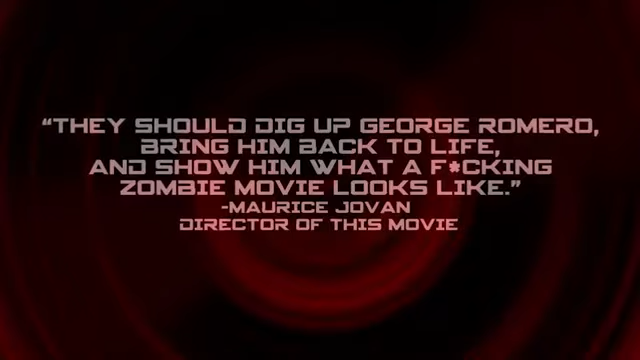 “THEY SHOULD DIG UP GEORGE ROMERO,
BRING HIM BACK TO LIFE,
AND SHOW HIM WHAT A F*CKING
ZOMBIE MOVIE LOOKS LIKE.”
-MAURICE JOVAN
DIRECTOR OF THIS MOVIE